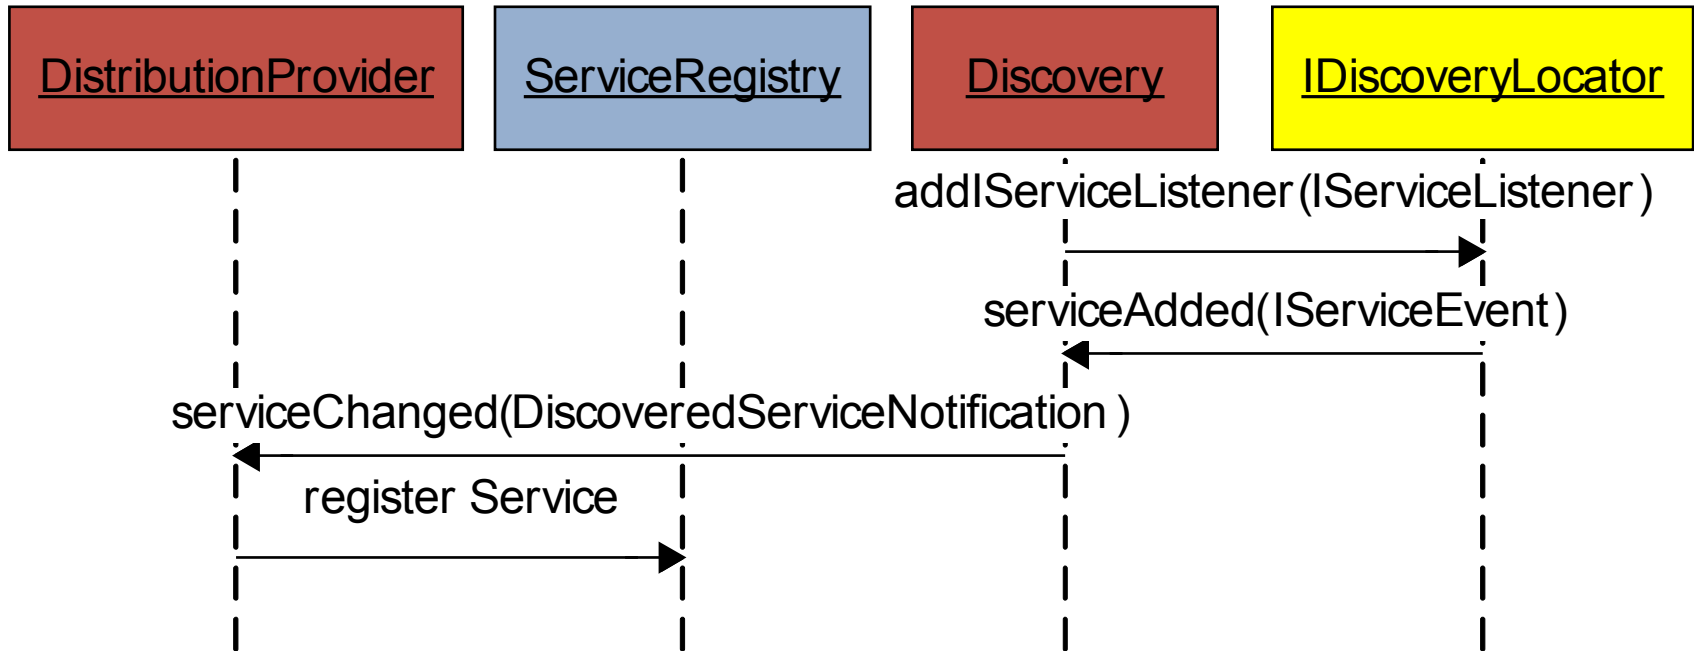 DistributionProvider
ServiceRegistry
Discovery
IDiscoveryLocator
addIServiceListener(IServiceListener)
serviceAdded(IServiceEvent)
serviceChanged(DiscoveredServiceNotification)
register Service